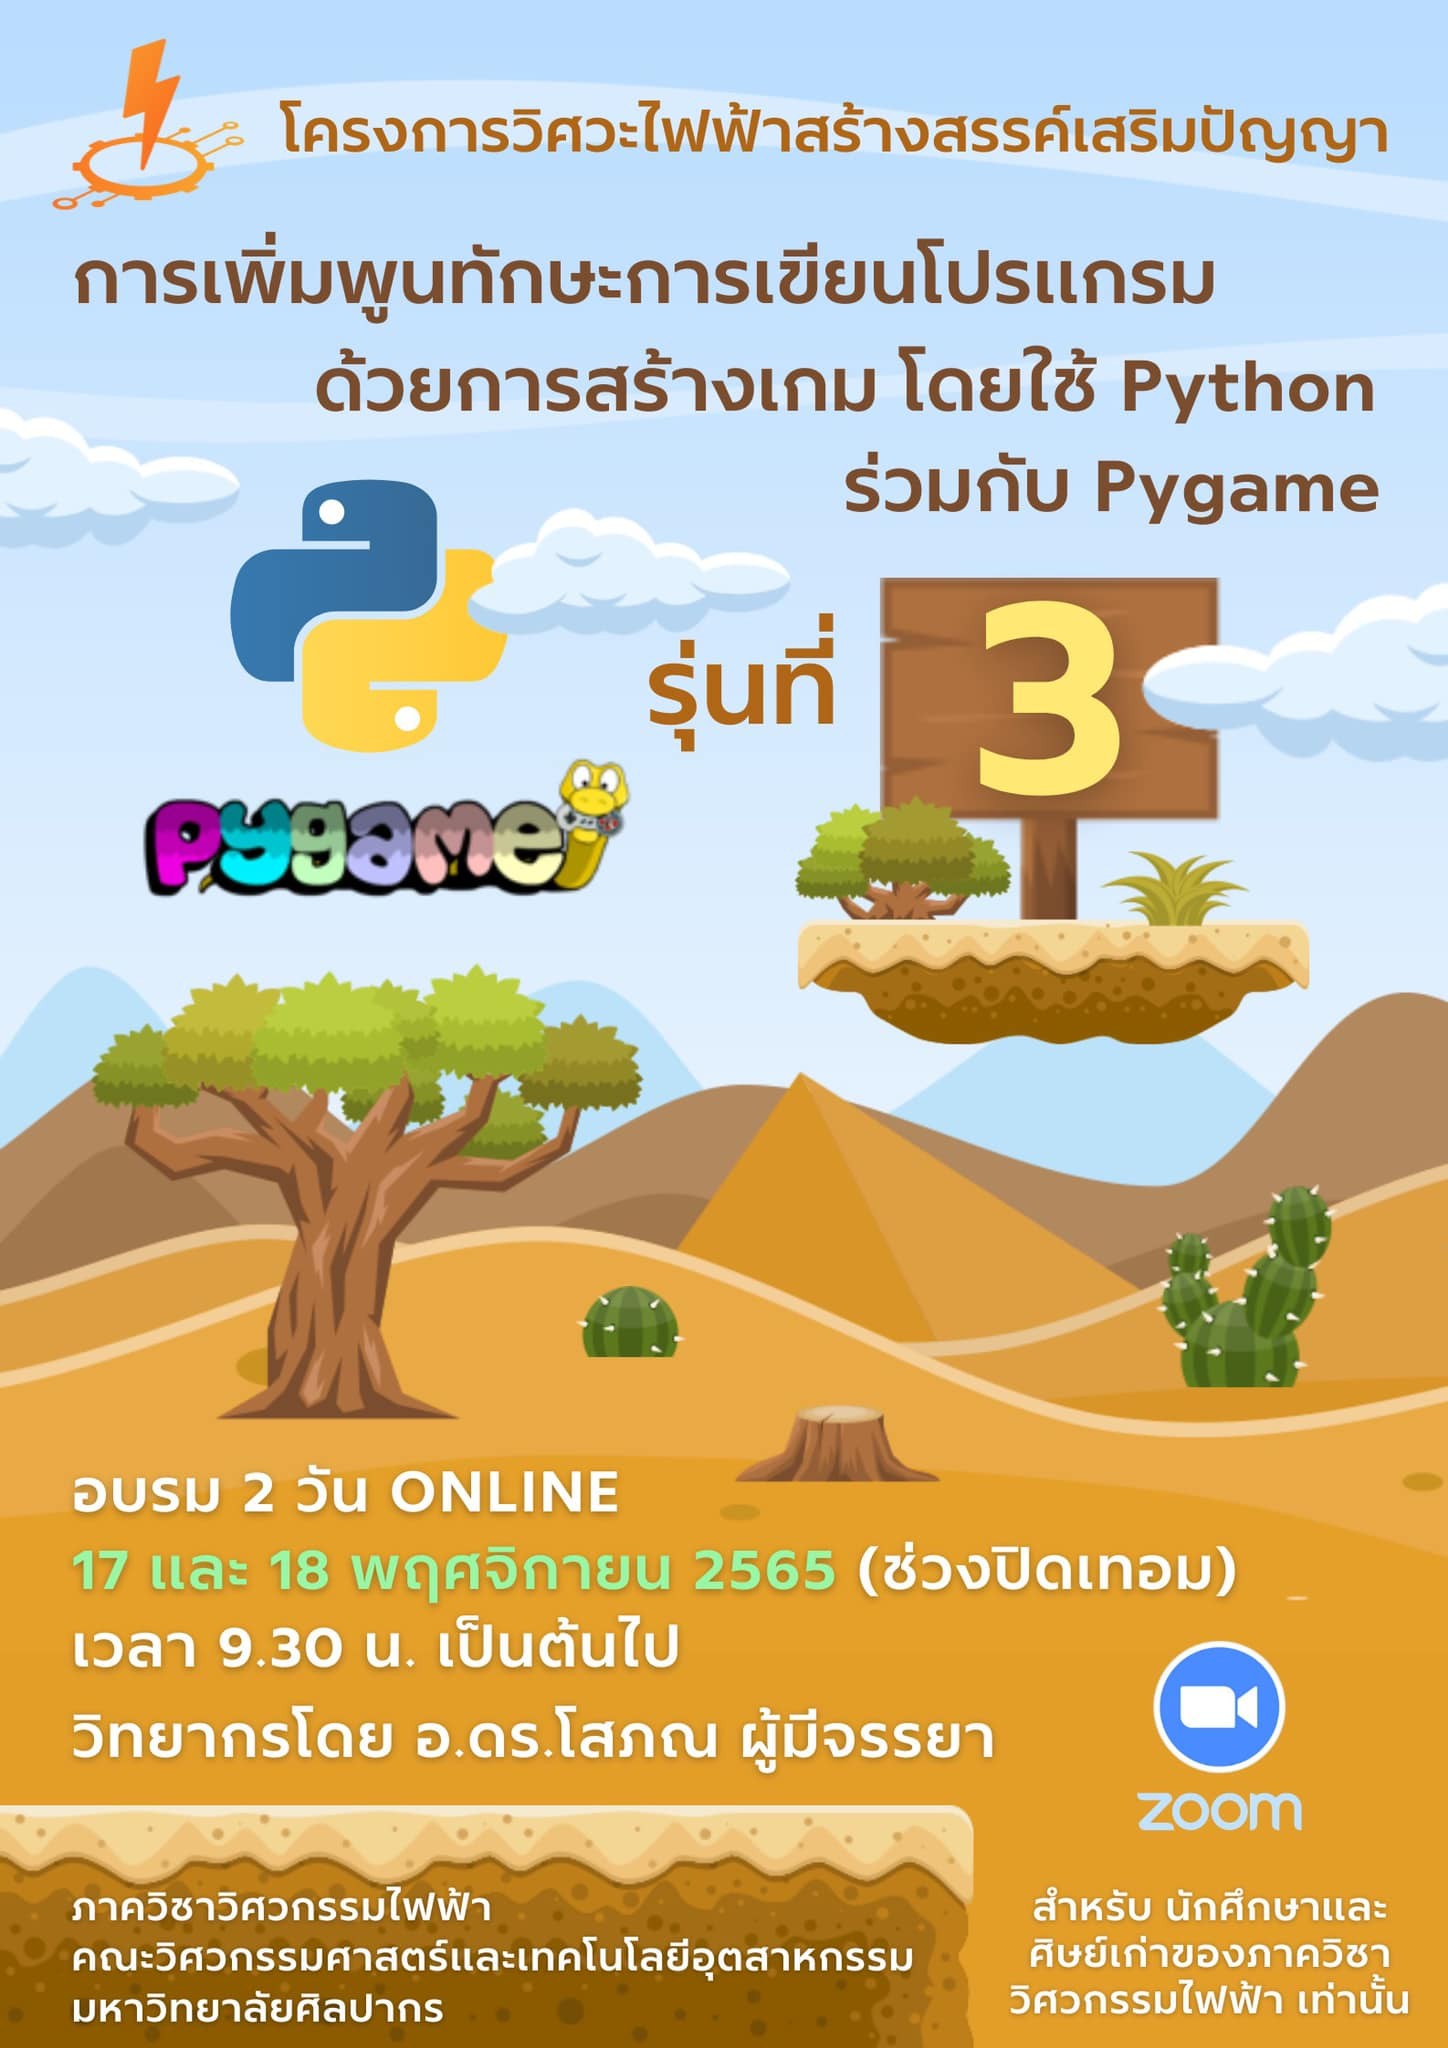 โครงการวิศวะไฟฟ้าสร้างสรรค์เสริมปัญญา
การเพิ่มพูนทักษะการเขียนโปรแกรม
ด้วยการสร้างเกม โดยใช้ Python
ร่วมกับ Pygame
รุ่นที่ 3
pygame
อบรม 2 วัน ONLINE
17 และ 18 พฤศจิกายน 2565 (ช่วงปิดเทอม)
เวลา 9.30 น. เป็นต้นไป
วิทยากรโดย อ.ดร.โสภณ ผู้มีจรรยา
zoom
ภาควิชาวิศวกรรมไฟฟ้า
คณะวิศวกรรมศาสตร์และเทคโนโลยีอุตสาหกรรม
มหาวิทยาลัยศิลปากร
สำหรับ นักศึกษาและ
ศิษย์เก่าของภาควิชา
วิศวกรรมไฟฟ้า เท่านั้น